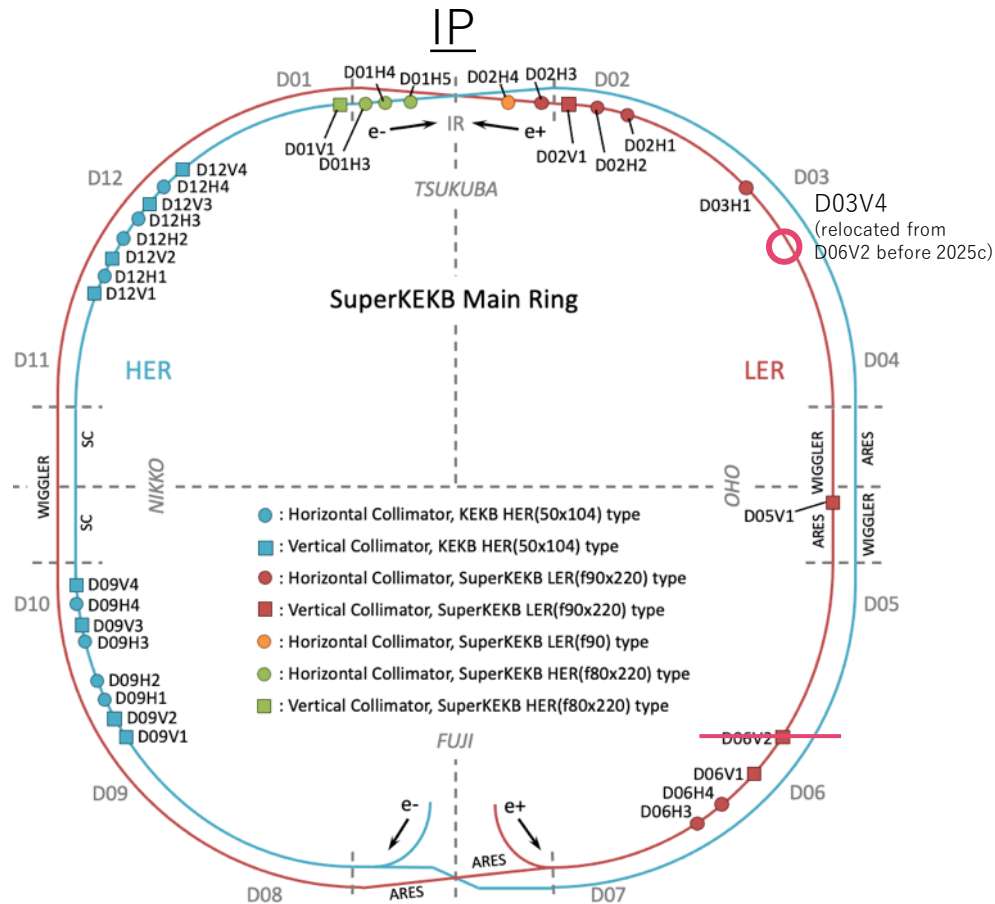 IP
D01
D01H4
D01H5
D02H4
D02H3
D02
e-
IR
e+
D01V1
D01H3
D02V1
D02H2
D02H1
D12
D12V4
D12H4
D12V3
D12H3
D12H2
D12V2
D12H1
D12V1
TSUKUBA
D03H1
D03
D03V4
(relocated from
D06V2 before 2025c)
SuperKEKB Main Ring
D11
HER
LER
D04
SC
WIGGLER
ARES
WIGGLER
NIKKO
OHO
SC
D05V1
ARES
WIGGLER
: Horizontal Collimator, KEKB HER(50x104) type
: Vertical Collimator, KEKB HER(50x104) type
: Horizontal Collimator, SuperKEKB LER(f90x220) type
: Vertical Collimator, SuperKEKB LER(f90x220) type
: Horizontal Collimator, SuperKEKB LER(f90) type
: Horizontal Collimator, SuperKEKB HER(f80x220) type
: Vertical Collimator, SuperKEKB HER(f80x220) type
D10
D09V4
D09H4
D09V3
D09H3
D09H2
D09H1
D09V2
D09V1
D05
FUJI
D06V2
D06V1
D06H4
D06H3
D06
D09
e-
e+
ARES
ARES
D08
D07